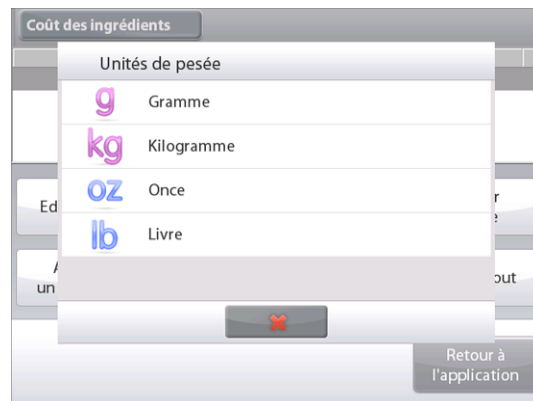 Coût des ingrédients
Unités de pesée
g Gramme
kg Kilogramme
oz Once
lb Livre
Retour à
l'application